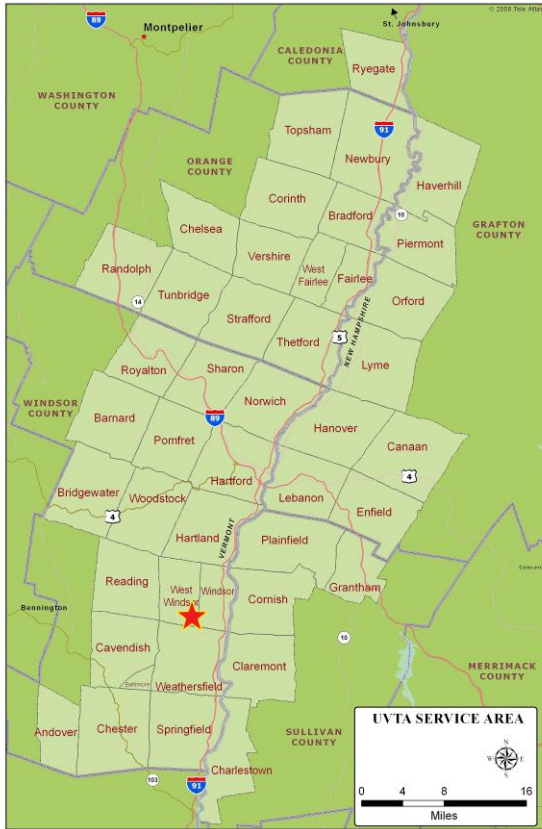 © 2008 Tele Atlas
89
Montpelier
St. Johnsbury
CALEDONIA
COUNTY
Ryegate
WASHINGTON
COUNTY
Topsham
91
Newbury
ORANGE
COUNTY
Haverhill
Corinth
Bradford
10
Chelsea
GRAFTON
COUNTY
Piermont
Vershire
West
Fairlee
Fairlee
Randolph
Tunbridge
14
Orford
Strafford
Thetford
5
NEW HAMPSHIRE
Lyme
Royalton
Sharon
WINDSOR
COUNTY
Norwich
Barnard
89
Hanover
Pomfret
Canaan
4
Hartford
Bridgewater
Woodstock
Lebanon
Enfield
4
Hartland
VERMONT
Plainfield
Reading
West
Windsor
Windsor
Grantham
Bennington
Cornish
10
Cavendish
Claremont
MERRIMACK
COUNTY
Baltimore
Weathersfield
Andover
Chester
Springfield
SULLIVAN
COUNTY
Charlestown
103
91
UVTA SERVICE AREA
N
W E
S
0 4 8 16
Miles